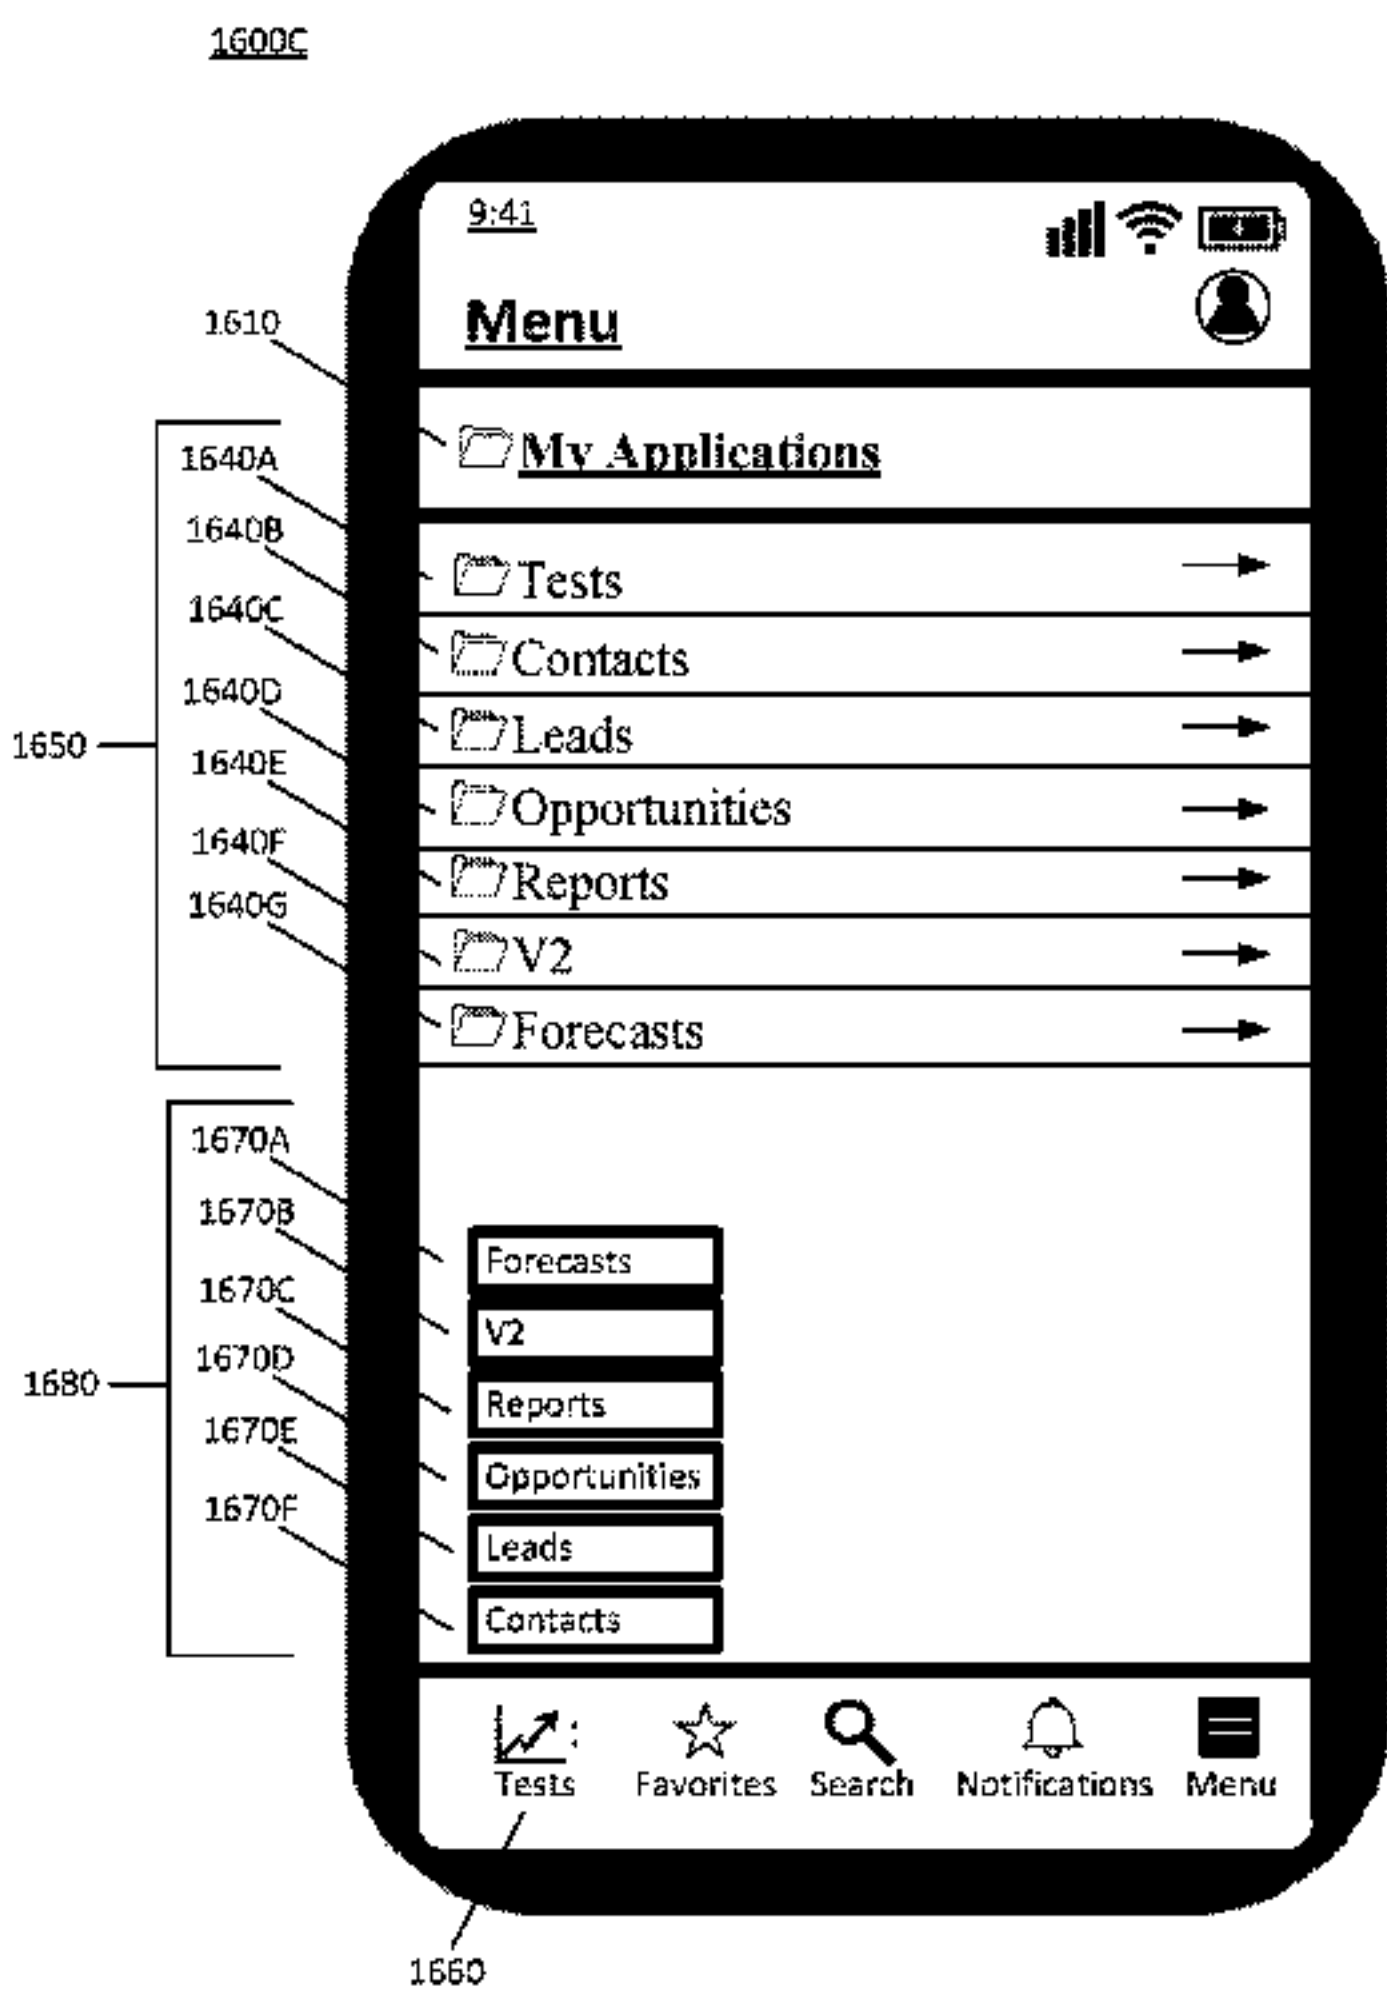 1600C
9:41
Menu
1610
My Applications
1640A
Tests
1640B
Contacts
1640C
Leads
1640D
Opportunities
1650
1640E
Reports
1640F
V2
1640G
Forecasts
1670A
Forecasts
1670B
V2
1670C
Reports
1670D
Opportunities
1680
1670E
Leads
1670F
Contacts
Tests Favorites Search Notifications Menu
1660